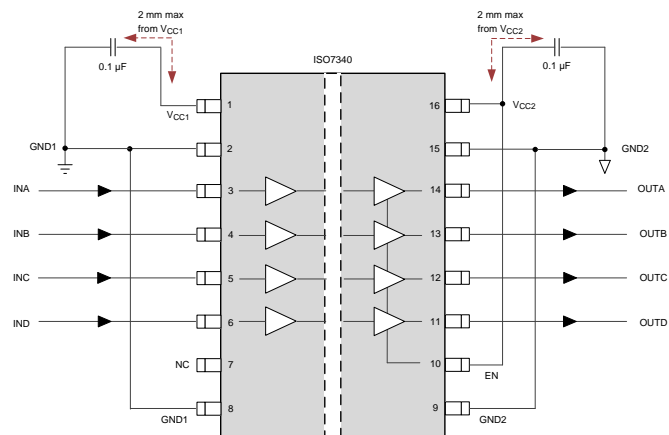 2 mm max
from VCC1
2 mm max
from VCC2
0.1 µF
ISO7340
0.1 µF
VCC1
1
16
VCC2
GND1
2
15
GND2
INA
3
14
OUTA
INB
4
13
OUTB
INC
5
12
OUTC
IND
6
11
OUTD
NC
7
10
EN
GND1
8
9
GND2